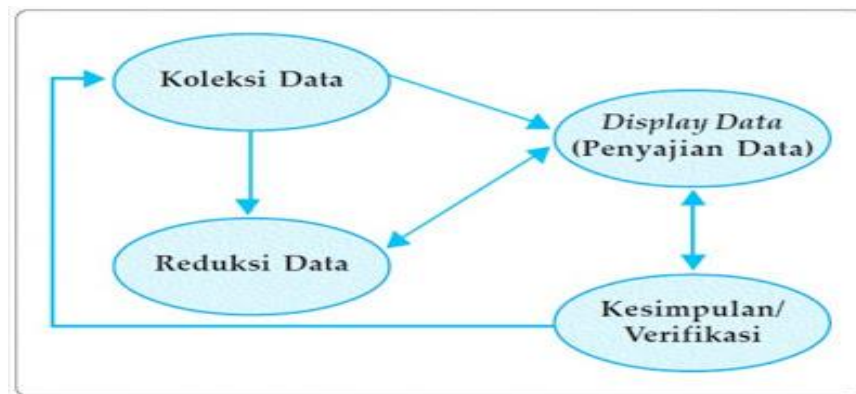 Koleksi Data
Display Data
(Penyajian Data)
Reduksi Data
Kesimpulan/
Verifikasi